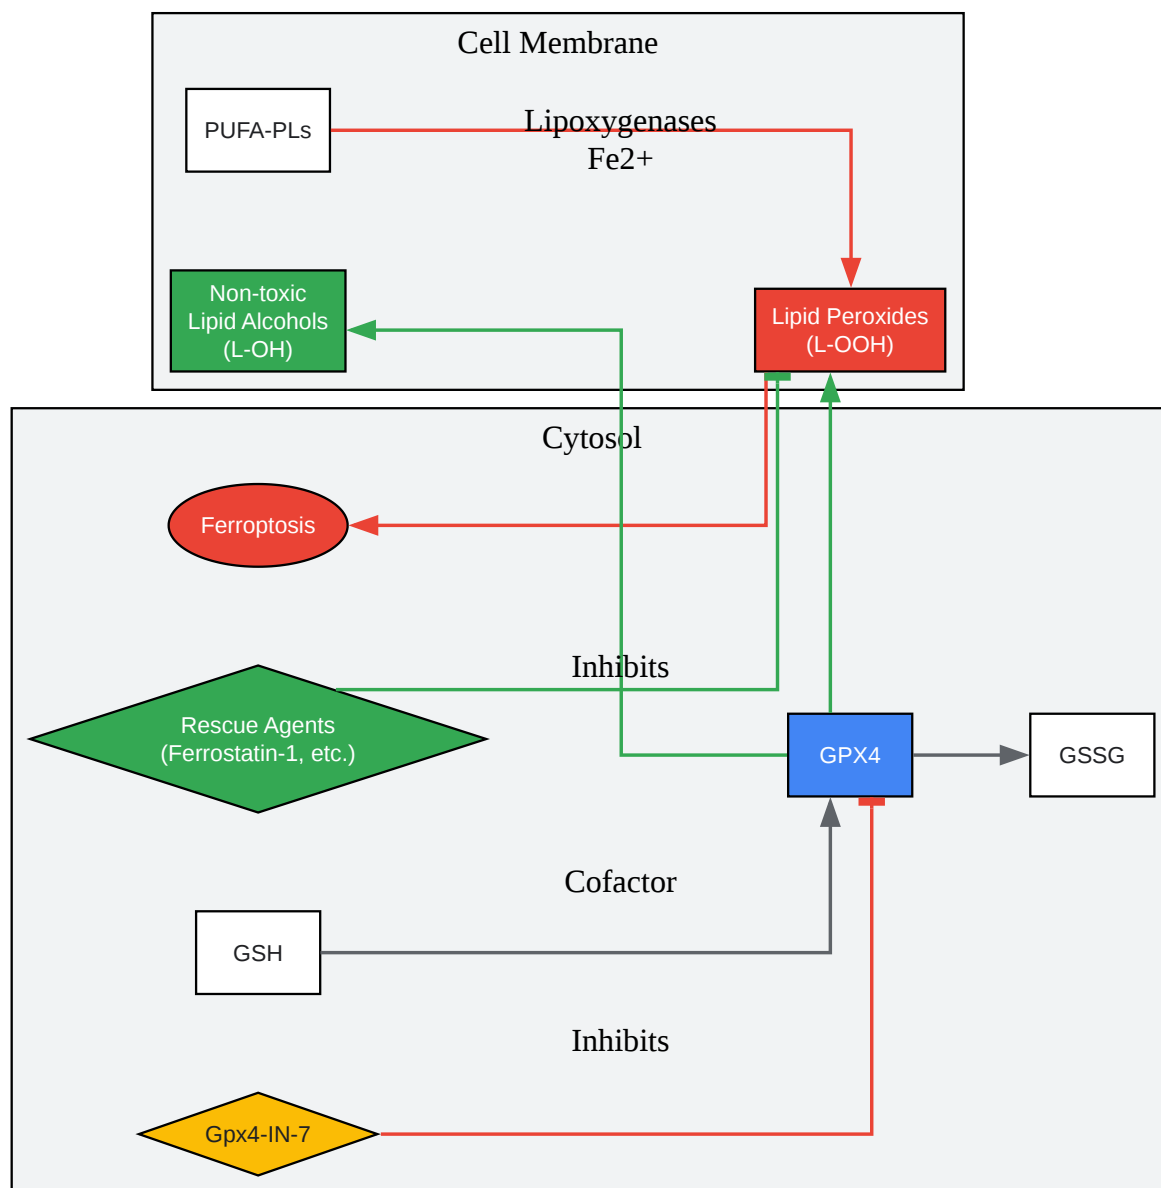 Cell Membrane
PUFA-PLs
Lipoxygenases
Fe2+
Non-toxic
Lipid Alcohols
(L-OH)
Lipid Peroxides
(L-OOH)
Cytosol
Ferroptosis
Inhibits
Rescue Agents
(Ferrostatin-1, etc.)
GPX4
GSSG
Cofactor
GSH
Inhibits
Gpx4-IN-7